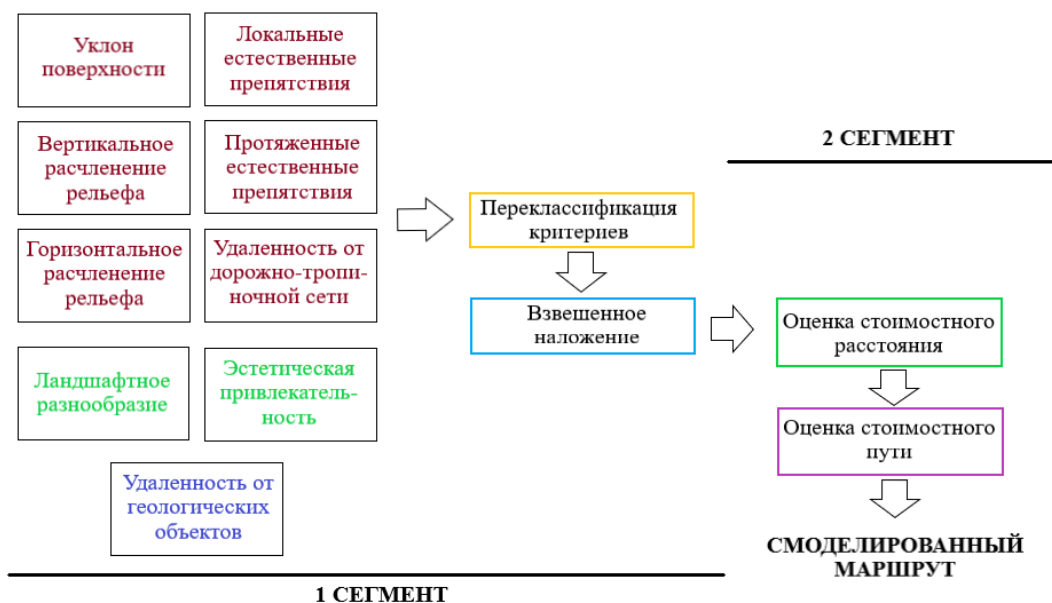 Уклон
поверхности
Локальные
естественные
препятствия
Вертикальное
расчленение
рельефа
Протяженные
естественные
препятствия
Горизонтальное
расчленение
рельефа
Удаленность от
дорожно-тропи-
ночной сети
Ландшафтное
разнообразие
Эстетическая
привлекатель-
ность
Удаленность от
геологических
объектов
1 СЕГМЕНТ
Переклассификация
критериев
Взвешенное
наложение
2 СЕГМЕНТ
Оценка стоимостного
расстояния
Оценка стоимостного
пути
СМОДЕЛИРОВАННЫЙ
МАРШРУТ